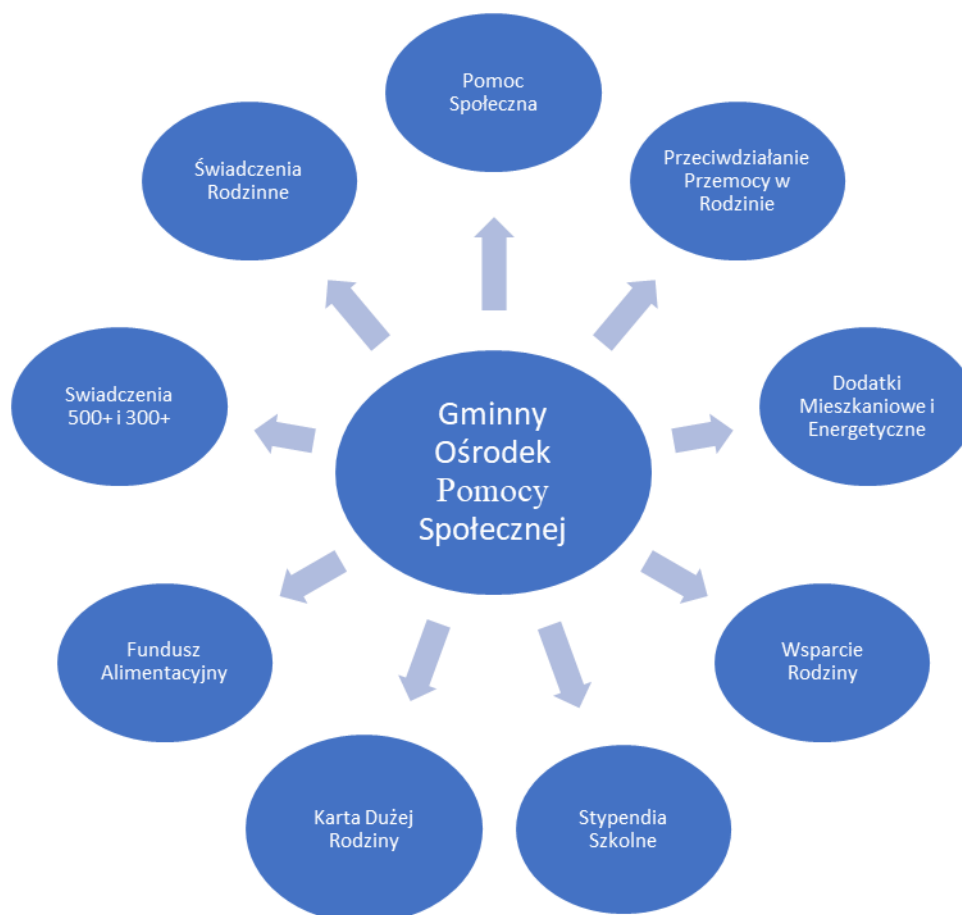 Pomoc
Społeczna
Przeciwdziałanie
Przemocy w
Rodzinie
Dodatki
Mieszkaniowe i
Energetyczne
Wsparcie
Rodziny
Stypendia
Szkolne
Karta Dużej
Rodziny
Fundusz
Alimentacyjny
Swiadczenia
500+ i 300+
Świadczenia
Rodzinne
Gminny
Ośrodek
Pomocy
Społecznej